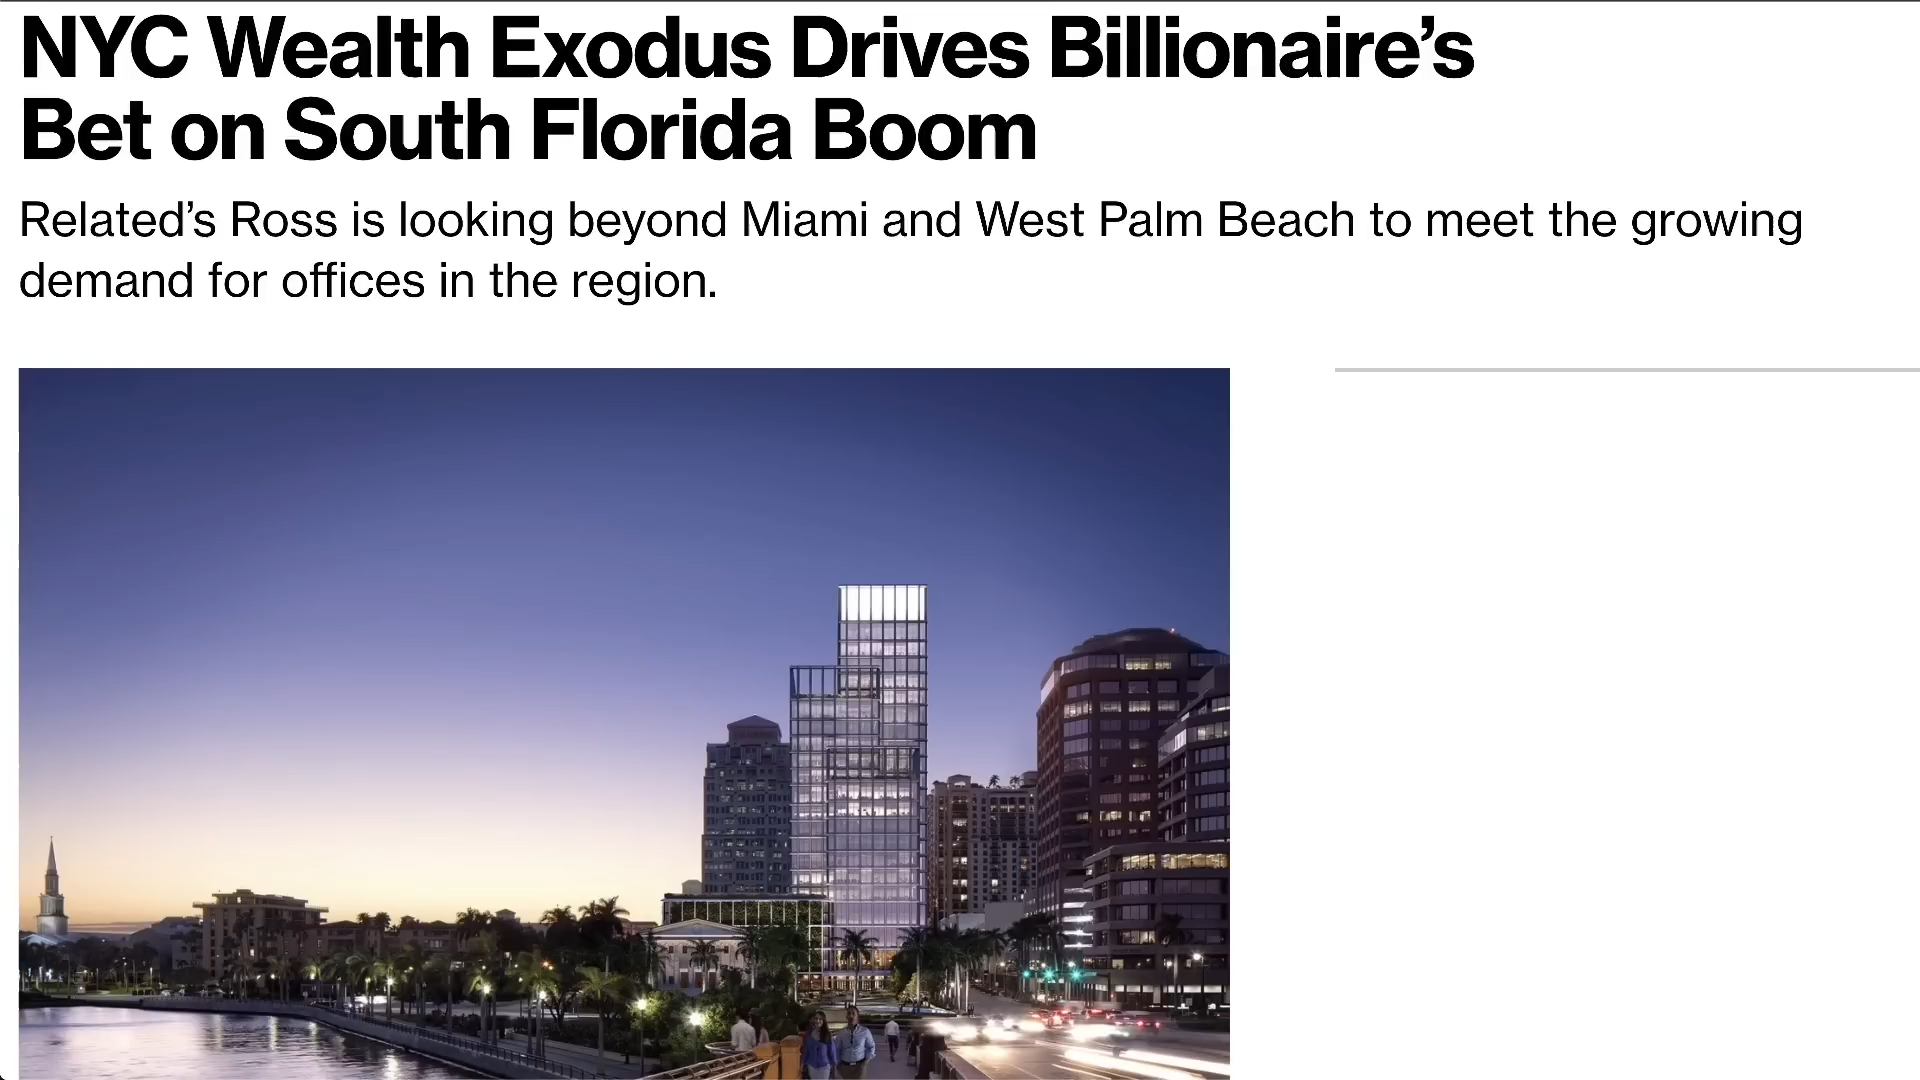 NYC Wealth Exodus Drives Billionaire’s
Bet on South Florida Boom
Related’s Ross is looking beyond Miami and West Palm Beach to meet the growing
demand for offices in the region.